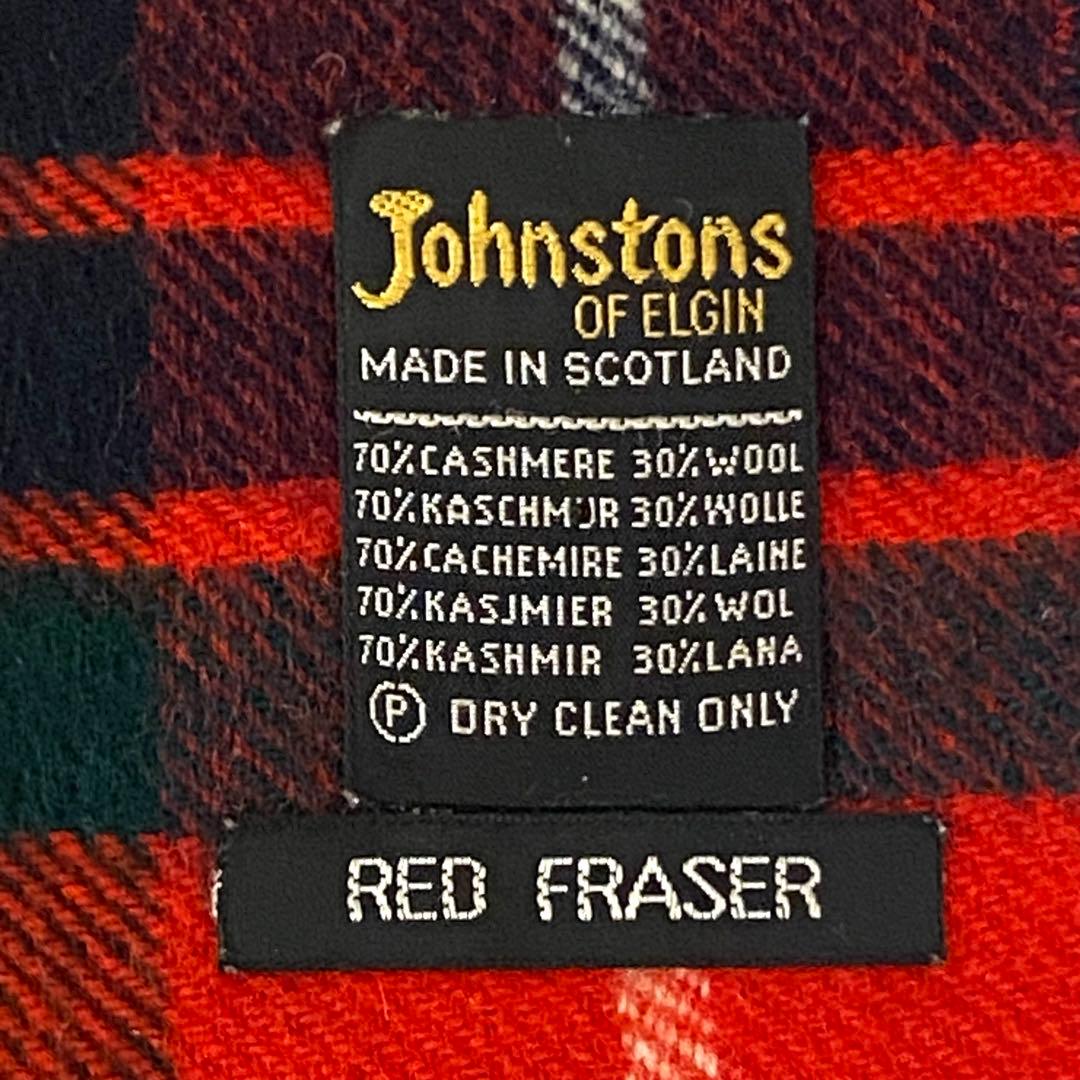 Johnstons
OF ELGIN
MADE IN SCOTLAND
70% CASHMERE 30% WOOL
70% KASCHMIR 30% WOLLE
70% CACHEMIRE 30% LAINE
70% KASJMIER 30% WOL
70% KASHMIR 30% LANA
P DRY CLEAN ONLY
RED FRASER